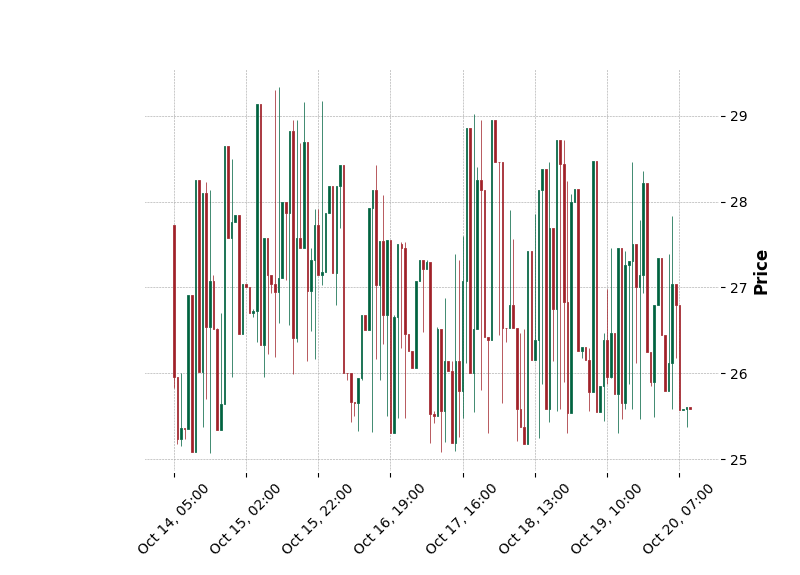 29
28
27
26
25
Price
Oct 14, 05:00
Oct 15, 02:00
Oct 15, 22:00
Oct 16, 19:00
Oct 17, 16:00
Oct 18, 13:00
Oct 19, 10:00
Oct 20, 07:00